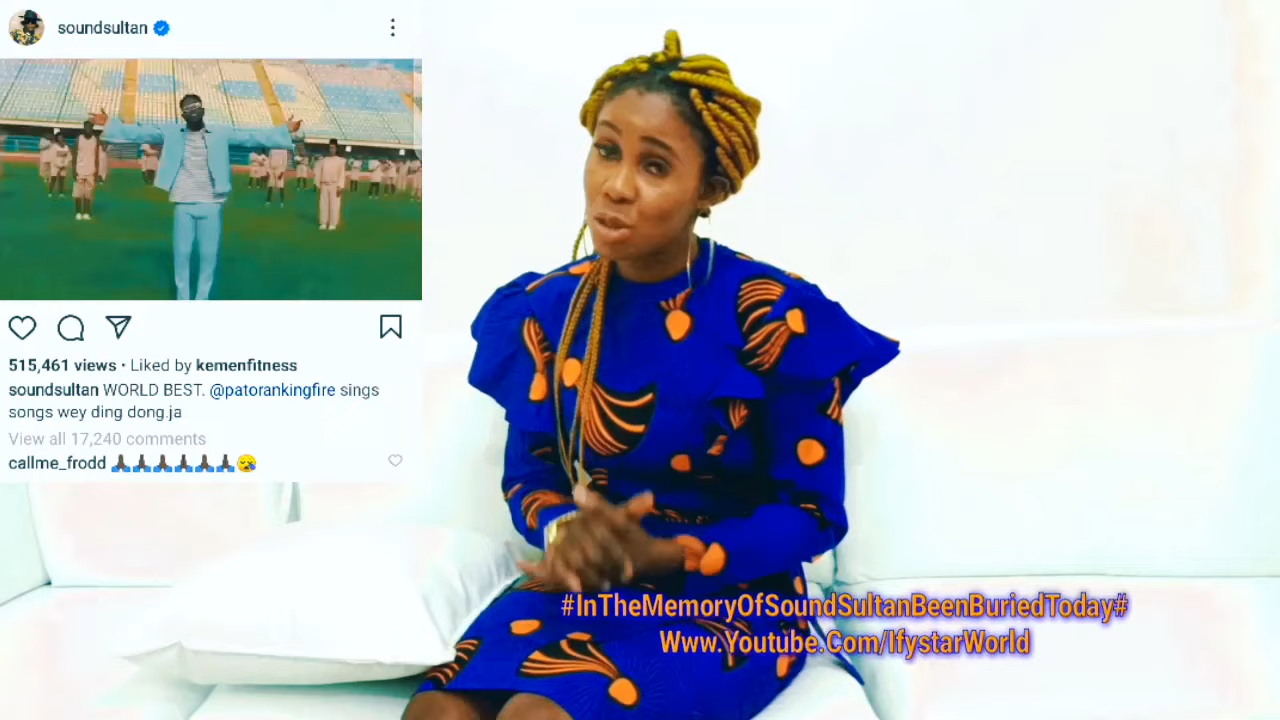 soundsultan
515,461 views • Liked by kemenfitness
soundsultan WORLD BEST. @patorankingfire sings
songs wey ding dong.ja
View all 17,240 comments
callme_frodd 🙏🏿🙏🏿🙏🏿🙏🏿🙏🏿🙏🏿😪
#InTheMemoryOfSoundSultanBeenBuriedToday#
Www.Youtube.Com/IfystarWorld